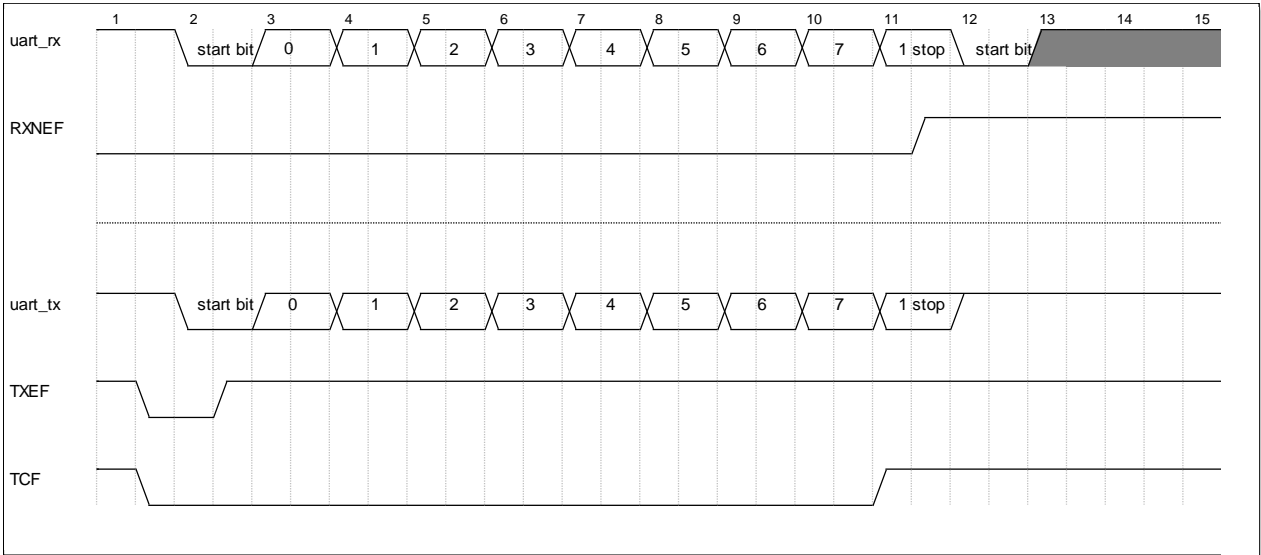 1 2 3 4 5 6 7 8 9 10 11 12 13 14 15
uart_rx start bit 0 1 2 3 4 5 6 7 1 stop start bit
RXNEF
uart_tx start bit 0 1 2 3 4 5 6 7 1 stop
TXEF
TCF